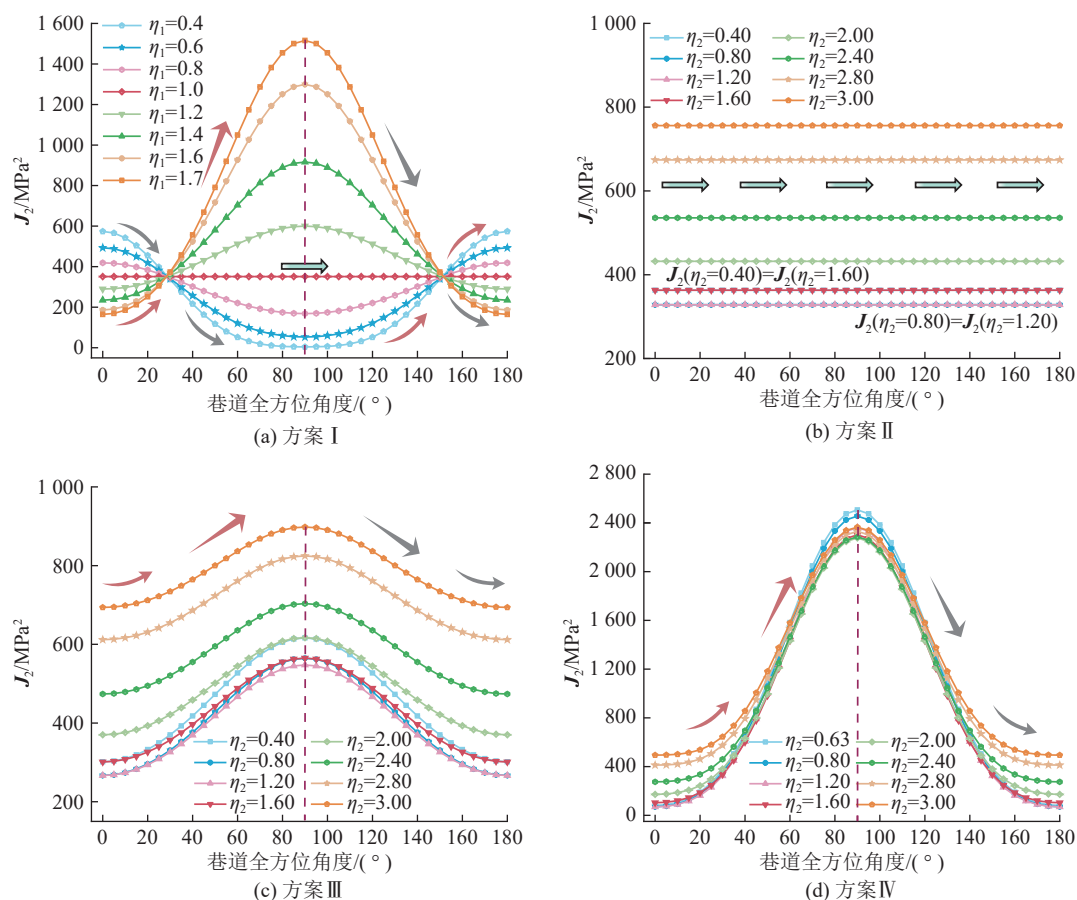 1 600
1 400
1 200
1 000
800
600
400
200
0
J₂/MPa²
η₁=0.4
η₁=0.6
η₁=0.8
η₁=1.0
η₁=1.2
η₁=1.4
η₁=1.6
η₁=1.7
0 20 40 60 80 100 120 140 160 180
巷道全方位角度/(°)
(a) 方案Ⅰ
1 000
800
600
400
200
J₂/MPa²
η₂=0.40 η₂=2.00
η₂=0.80 η₂=2.40
η₂=1.20 η₂=2.80
η₂=1.60 η₂=3.00
J₂(η₂=0.40)=J₂(η₂=1.60)
J₂(η₂=0.80)=J₂(η₂=1.20)
0 20 40 60 80 100 120 140 160 180
巷道全方位角度/(°)
(b) 方案Ⅱ
1 000
800
600
400
200
J₂/MPa²
η₂=0.40 η₂=2.00
η₂=0.80 η₂=2.40
η₂=1.20 η₂=2.80
η₂=1.60 η₂=3.00
0 20 40 60 80 100 120 140 160 180
巷道全方位角度/(°)
(c) 方案Ⅲ
2 800
2 400
2 000
1 600
1 200
800
400
0
J₂/MPa²
η₂=0.63 η₂=2.00
η₂=0.80 η₂=2.40
η₂=1.20 η₂=2.80
η₂=1.60 η₂=3.00
0 20 40 60 80 100 120 140 160 180
巷道全方位角度/(°)
(d) 方案Ⅳ